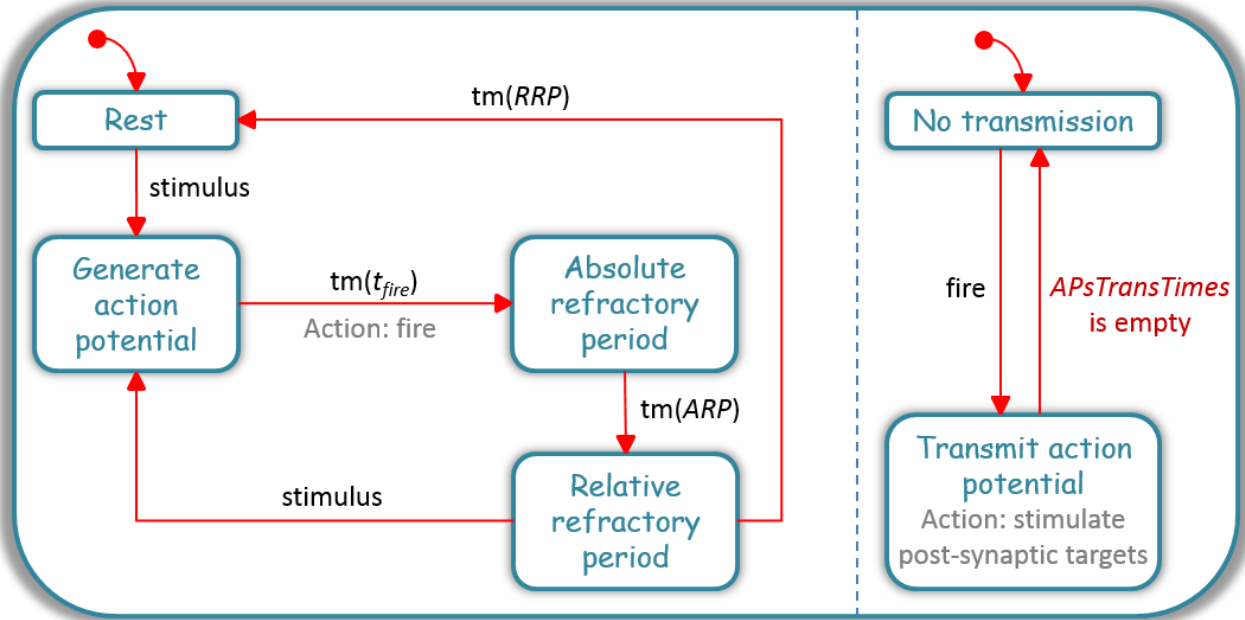 Rest
tm(RRP)
stimulus
Generate
action
potential
tm(t_fire)
Action: fire
Absolute
refractory
period
tm(ARP)
stimulus
Relative
refractory
period
No transmission
fire
APsTransTimes
is empty
Transmit action
potential
Action: stimulate
post-synaptic targets